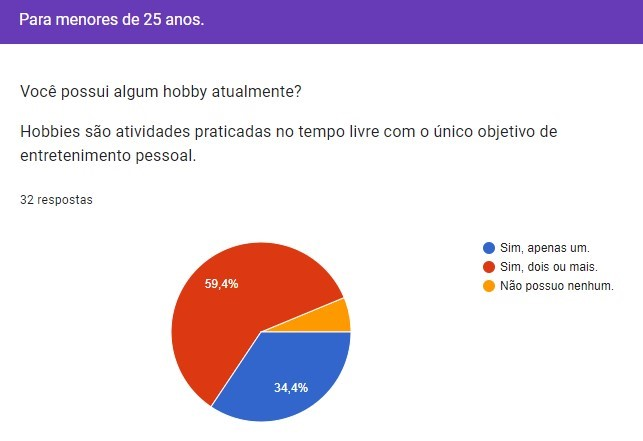 Para menores de 25 anos.
Você possui algum hobby atualmente?
Hobbies são atividades praticadas no tempo livre com o único objetivo de
entretenimento pessoal.
32 respostas
59,4%
34,4%
Sim, apenas um.
Sim, dois ou mais.
Não possuo nenhum.